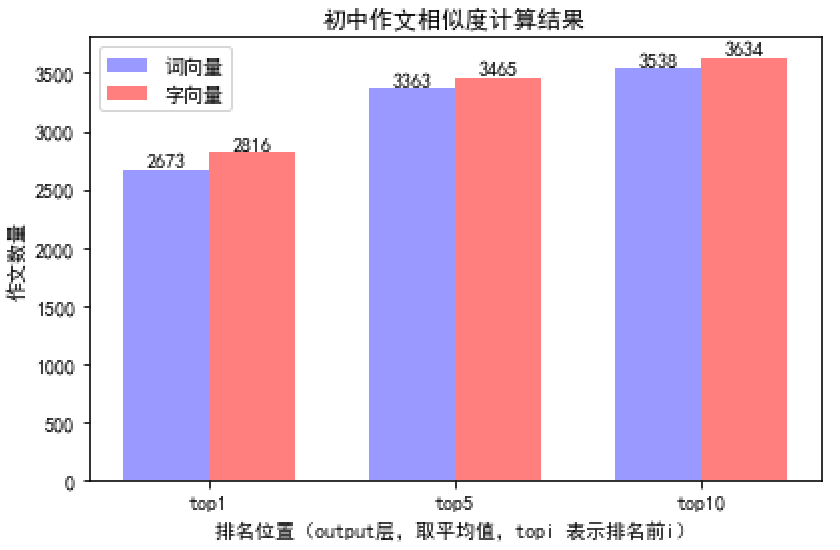 初中作文相似度计算结果
词向量
字向量
作文数量
3500
3000
2500
2000
1500
1000
500
0
2673
2816
3363
3465
3538
3634
top1
top5
top10
排名位置（output层，取平均值，topi 表示排名前i）